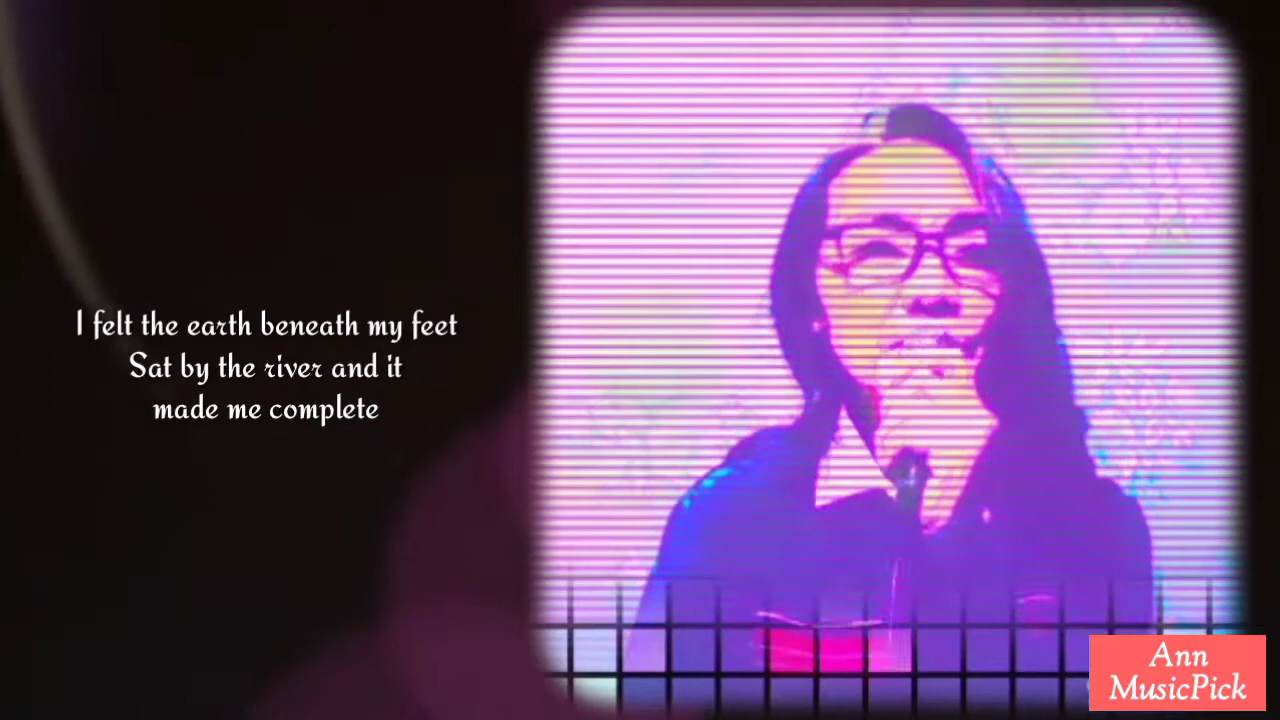 I felt the earth beneath my feet
Sat by the river and it
made me complete
Ann
MusicPick